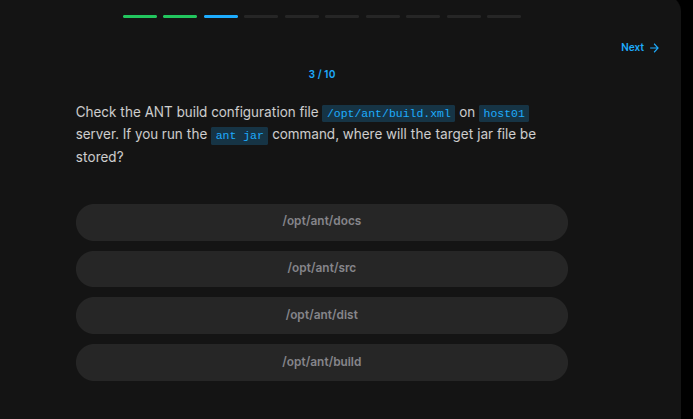 Next →
3 / 10
Check the ANT build configuration file /opt/ant/build.xml on host01
server. If you run the ant jar command, where will the target jar file be
stored?
/opt/ant/docs
/opt/ant/src
/opt/ant/dist
/opt/ant/build